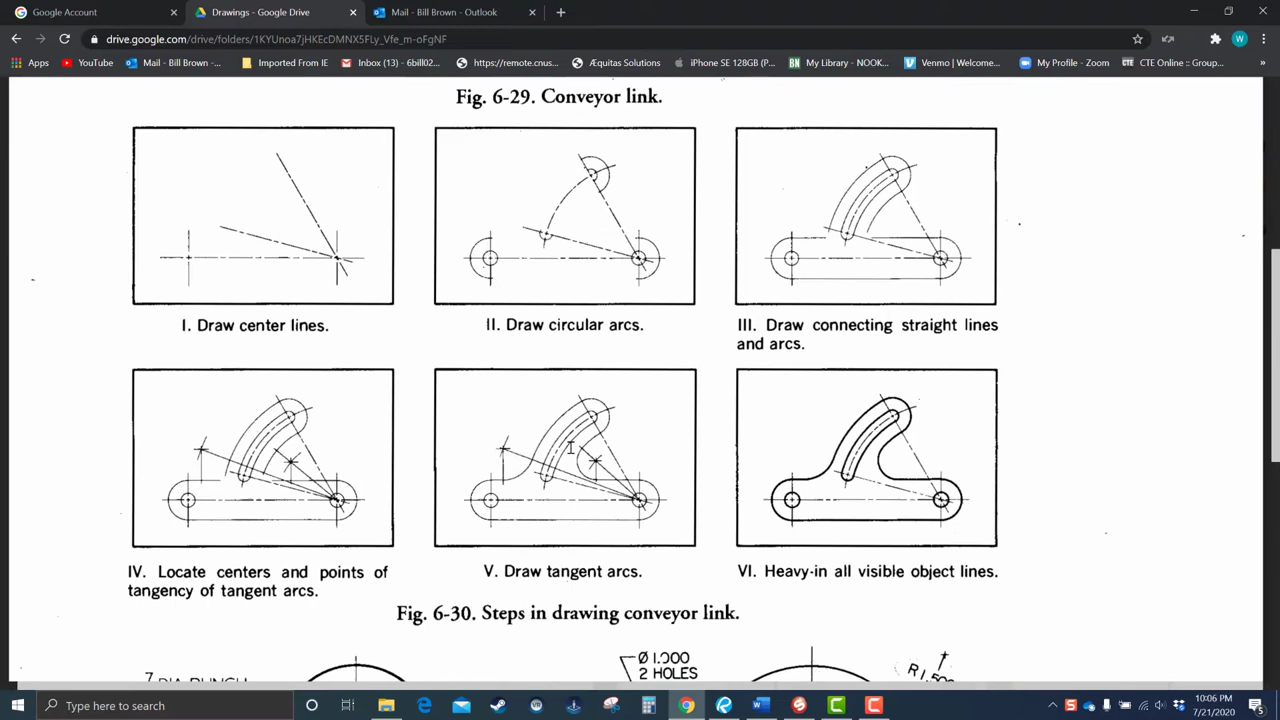 Google Account
Drawings - Google Drive
Mail - Bill Brown - Outlook
drive.google.com/drive/folders/1KYUnoa7jHKEcDMNX5FLy_Vfe_m-oFgNF
W
Apps
YouTube
Mail - Bill Brown -...
Imported From IE
Inbox (13) - 6bill02...
https://remote.cnus...
Æquitas Solutions
iPhone SE 128GB (P...
BN My Library - NOOK...
Venmo | Welcome...
My Profile - Zoom
CTE Online :: Group...
Fig. 6-29. Conveyor link.
I. Draw center lines.
II. Draw circular arcs.
III. Draw connecting straight lines
and arcs.
IV. Locate centers and points of
tangency of tangent arcs.
V. Draw tangent arcs.
VI. Heavy-in all visible object lines.
Fig. 6-30. Steps in drawing conveyor link.
Ø 1.000
2 HOLES
R 1.500
Type here to search
10:06 PM
7/21/2020
5